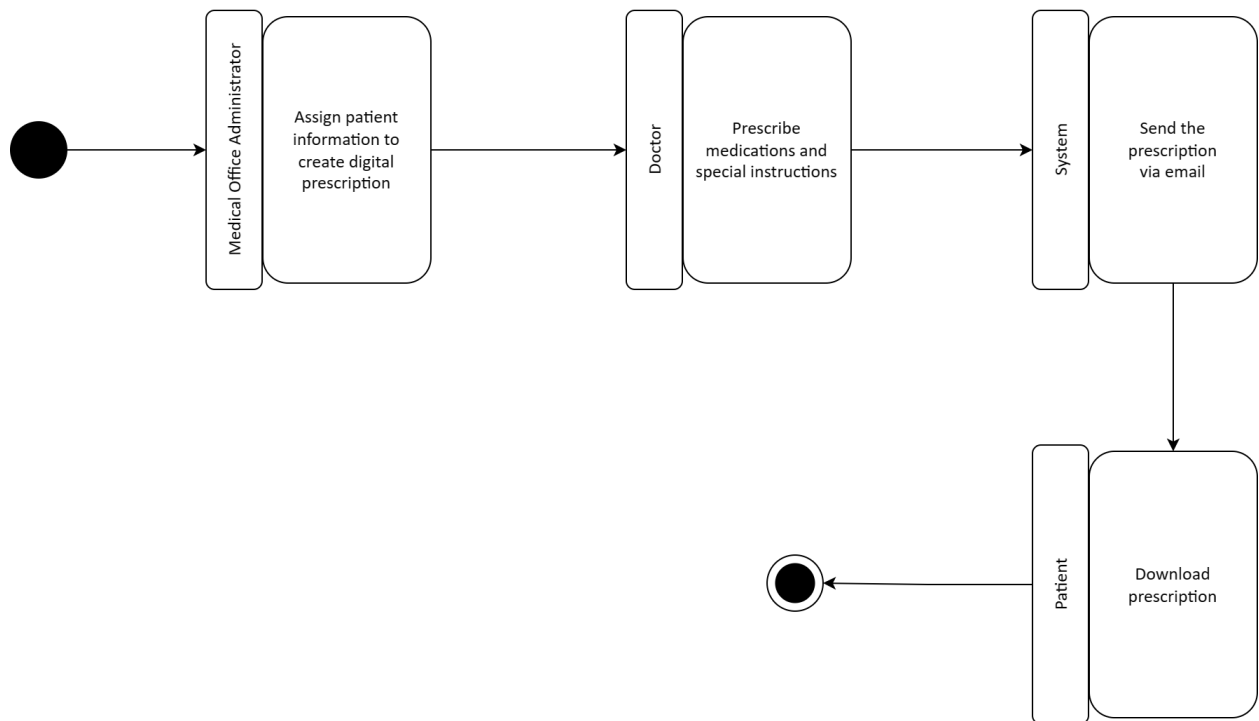 Medical Office Administrator
Assign patient
information to
create digital
prescription
Doctor
Prescribe
medications and
special instructions
System
Send the
prescription
via email
Patient
Download
prescription